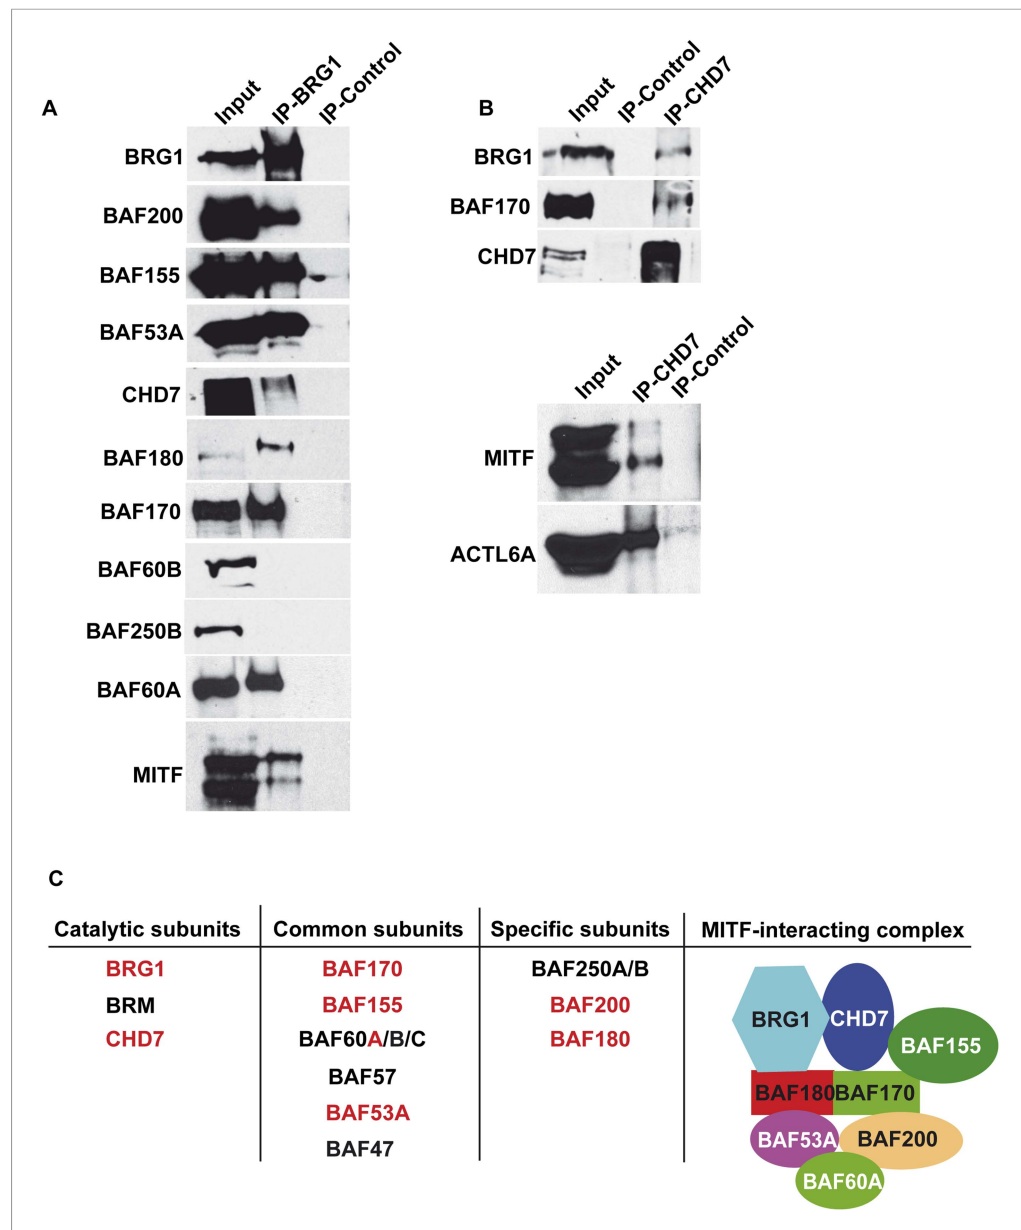 A
Input
IP-BRG1
IP-Control
BRG1
BAF200
BAF155
BAF53A
CHD7
BAF180
BAF170
BAF60B
BAF250B
BAF60A
MITF
B
Input
IP-Control
IP-CHD7
BRG1
BAF170
CHD7
Input
IP-CHD7
IP-Control
MITF
ACTL6A
C
Catalytic subunits
BRG1
BRM
CHD7
Common subunits
BAF170
BAF155
BAF60A/B/C
BAF57
BAF53A
BAF47
Specific subunits
BAF250A/B
BAF200
BAF180
MITF-interacting complex
BRG1
CHD7
BAF155
BAF180
BAF170
BAF53A
BAF200
BAF60A